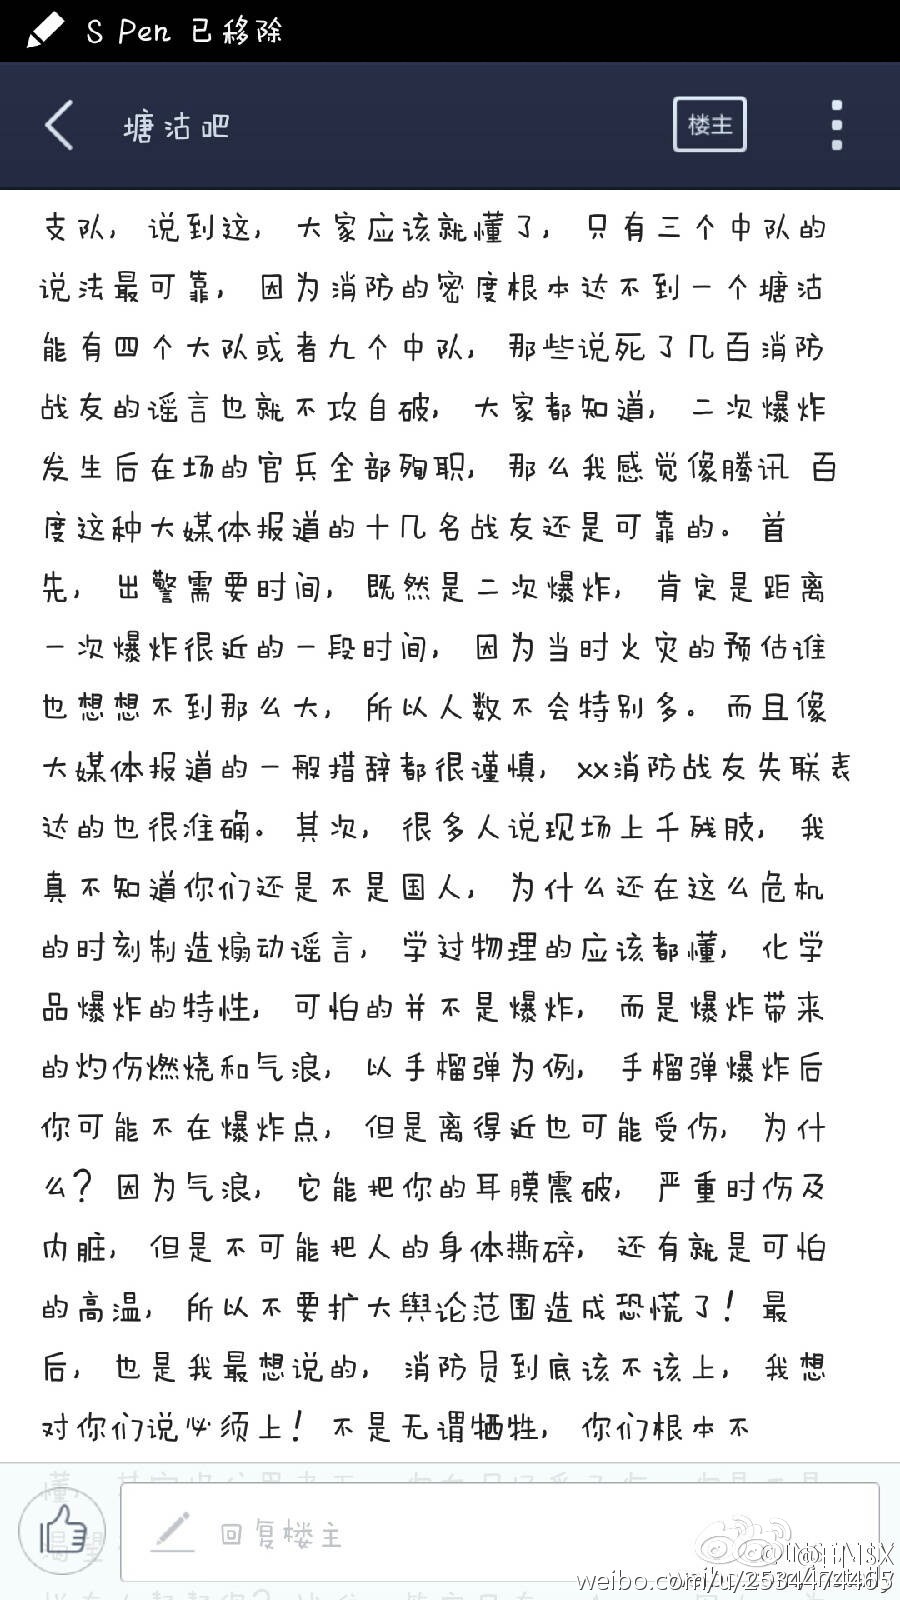 S Pen 已移除
塘沽吧
楼主
支队，说到这，大家应该就懂了，只有三个中队的
说法最可靠，因为消防的密度根本达不到一个塘沽
能有四个大队或者九个中队，那些说死了几百消防
战友的谣言也就不攻自破，大家都知道，二次爆炸
发生后在场的官兵全部殉职，那么我感觉像腾讯 百
度这种大媒体报道的十几名战友还是可靠的。首
先，出警需要时间，既然是二次爆炸，肯定是距离
一次爆炸很近的一段时间，因为当时火灾的预估谁
也想想不到那么大，所以人数不会特别多。而且像
大媒体报道的一般措辞都很谨慎，xx消防战友失联表
达的也很准确。其次，很多人说现场上千残肢，我
真不知道你们还是不是国人，为什么还在这么危机
的时刻制造煽动谣言，学过物理的应该都懂，化学
品爆炸的特性，可怕的并不是爆炸，而是爆炸带来
的灼伤燃烧和气浪，以手榴弹为例，手榴弹爆炸后
你可能不在爆炸点，但是离得近也可能受伤，为什
么？因为气浪，它能把你的耳膜震破，严重时伤及
内脏，但是不可能把人的身体撕碎，还有就是可怕
的高温，所以不要扩大舆论范围造成恐慌了！最
后，也是我最想说的，消防员到底该不该上，我想
对你们说必须上！不是无谓牺牲，你们根本不
懂，
渴望
回复楼主
weibo.com/u/2534474465